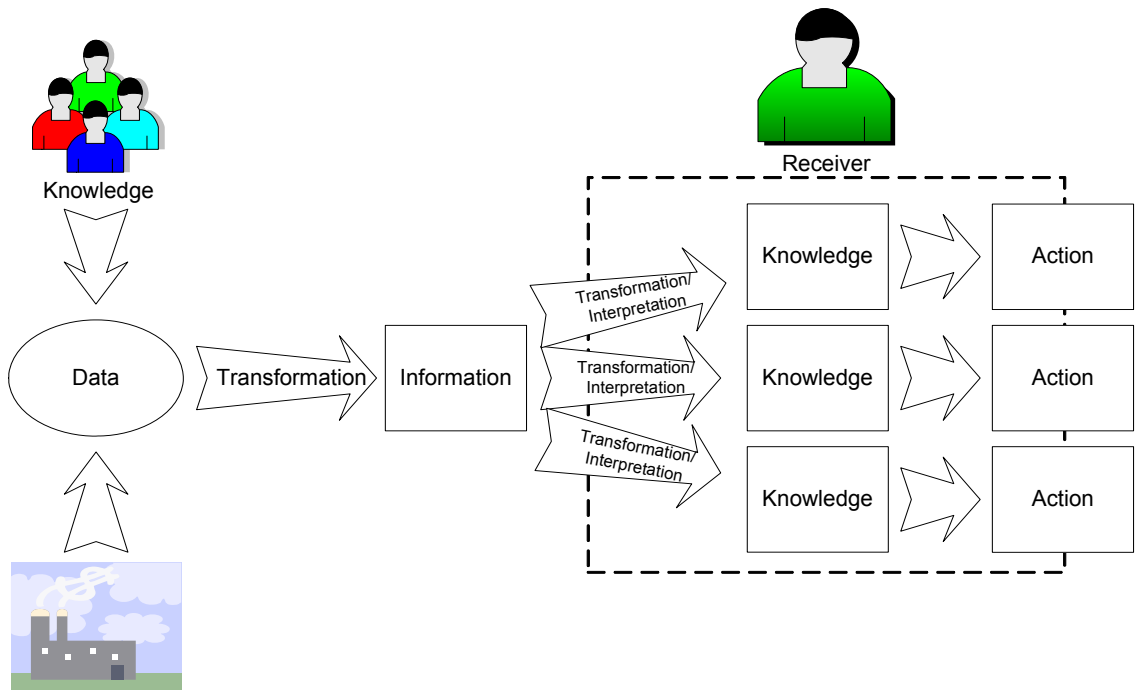 Knowledge
Receiver
Data
Transformation
Information
Transformation/
Interpretation
Knowledge
Action
Transformation/
Interpretation
Knowledge
Action
Transformation/
Interpretation
Knowledge
Action